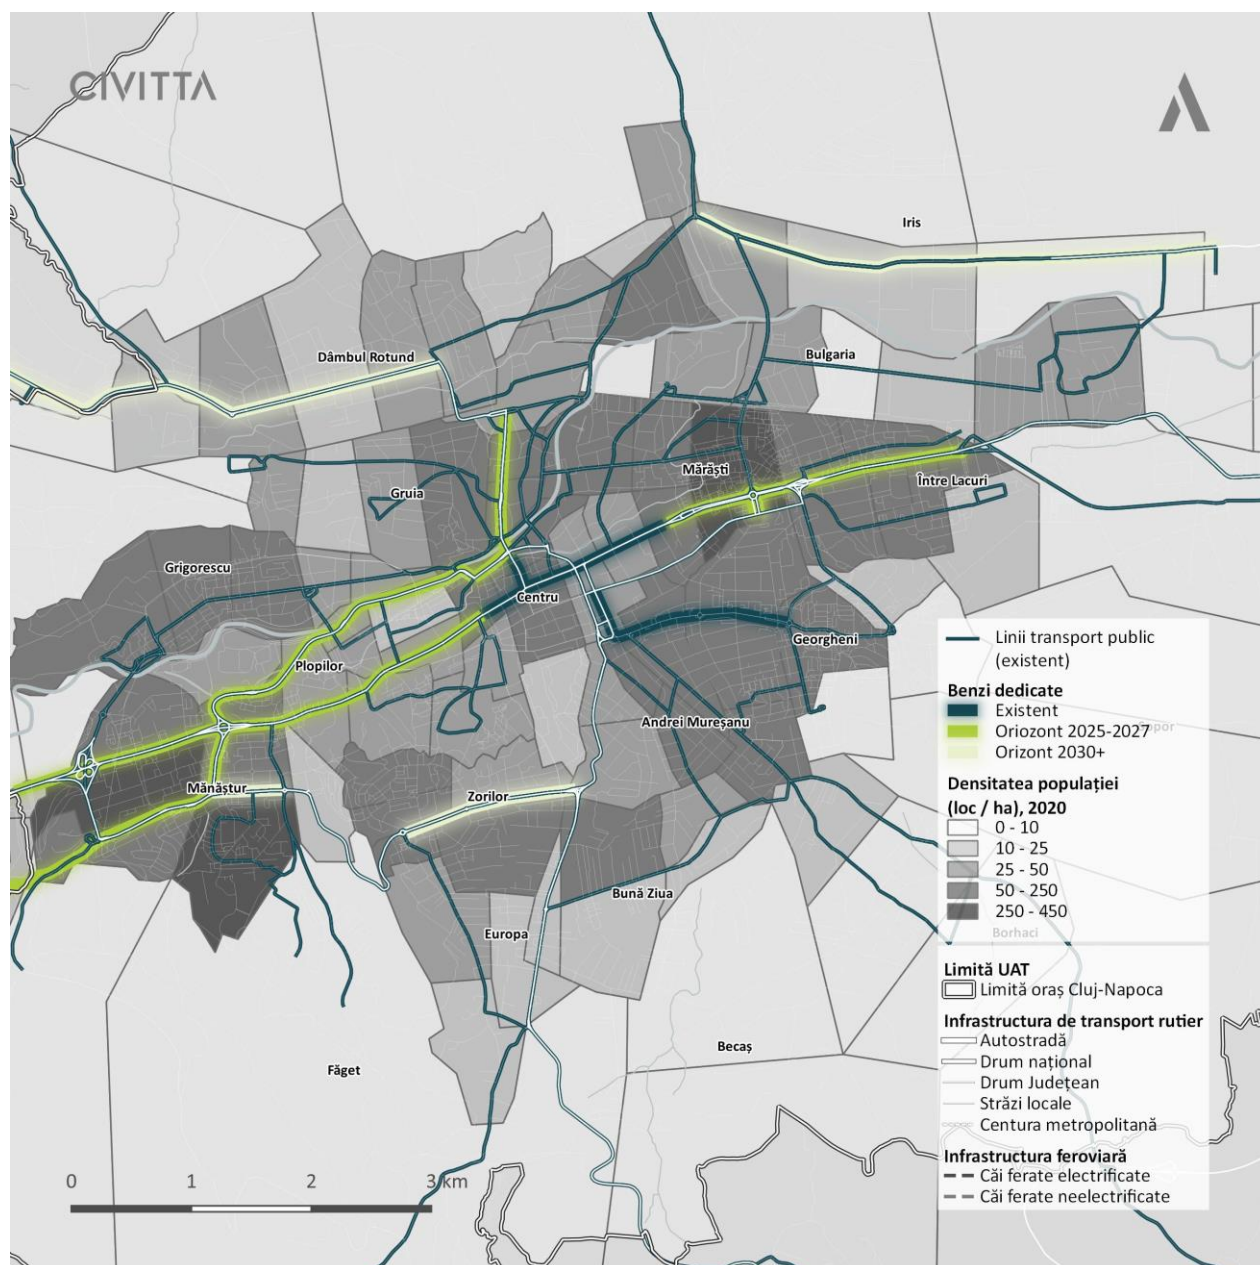 CIVITTA
Iris
Dâmbul Rotund
Bulgaria
Mărăști
Gruia
Între Lacuri
Grigorescu
Centru
Plopilor
Georgheni
Andrei Mureșanu
Mănăștur
Zorilor
Bună Ziua
Europa
Becaș
Făget
0 1 2 3 km
Linii transport public
(existent)
Benzi dedicate
Existent
Oriozont 2025-2027
Șopor
Orizont 2030+
Densitatea populației
(loc / ha), 2020
0 - 10
10 - 25
25 - 50
50 - 250
250 - 450
Borhaci
Limită UAT
Limită oraș Cluj-Napoca
Infrastructura de transport rutier
Autostradă
Drum național
Drum Județean
Străzi locale
Centura metropolitană
Infrastructura feroviară
Căi ferate electrificate
Căi ferate neelectrificate